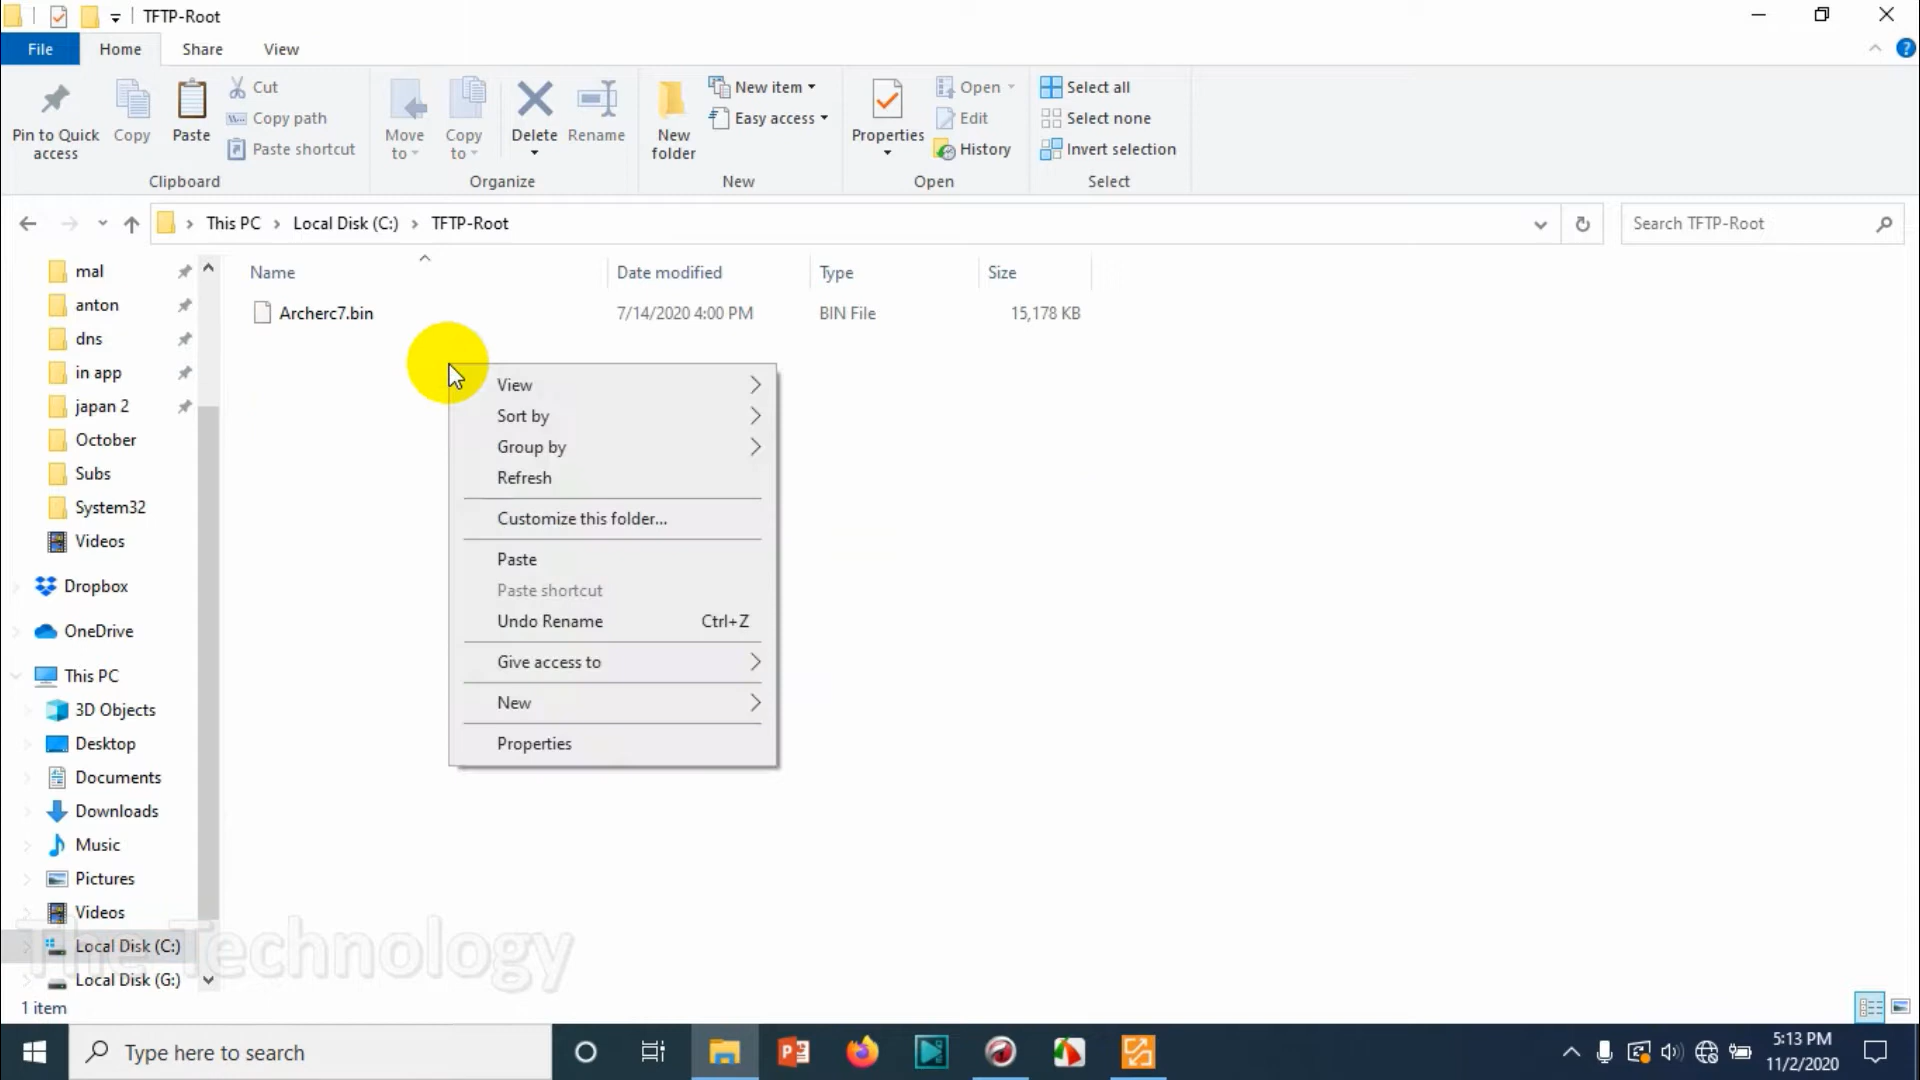 TFTP-Root
File Home Share View
Pin to Quick access
Copy
Paste
Cut
Copy path
Paste shortcut
Clipboard
Move to
Copy to
Delete
Rename
Organize
New folder
New item
Easy access
New
Properties
Open
Edit
History
Open
Select all
Select none
Invert selection
Select
This PC Local Disk (C:) TFTP-Root
Search TFTP-Root
mal
anton
dns
in app
japan 2
October
Subs
System32
Videos
Dropbox
OneDrive
This PC
3D Objects
Desktop
Documents
Downloads
Music
Pictures
Videos
Local Disk (C:)
Local Disk (G:)
Name Date modified Type Size
Archerc7.bin 7/14/2020 4:00 PM BIN File 15,178 KB
View
Sort by
Group by
Refresh
Customize this folder...
Paste
Paste shortcut
Undo Rename Ctrl+Z
Give access to
New
Properties
The Technology
1 item
Type here to search
5:13 PM
11/2/2020